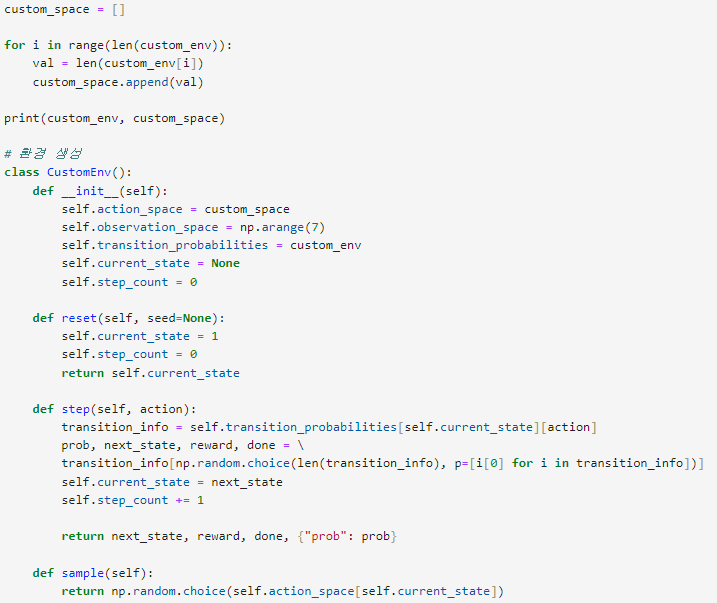 custom_space = []
for i in range(len(custom_env)):
    val = len(custom_env[i])
    custom_space.append(val)
print(custom_env, custom_space)
# 환경 생성
class CustomEnv():
    def __init__(self):
        self.action_space = custom_space
        self.observation_space = np.arange(7)
        self.transition_probabilities = custom_env
        self.current_state = None
        self.step_count = 0
    def reset(self, seed=None):
        self.current_state = 1
        self.step_count = 0
        return self.current_state
    def step(self, action):
        transition_info = self.transition_probabilities[self.current_state][action]
        prob, next_state, reward, done = \
        transition_info[np.random.choice(len(transition_info), p=[i[0] for i in transition_info])]
        self.current_state = next_state
        self.step_count += 1
        return next_state, reward, done, {"prob": prob}
    def sample(self):
        return np.random.choice(self.action_space[self.current_state])